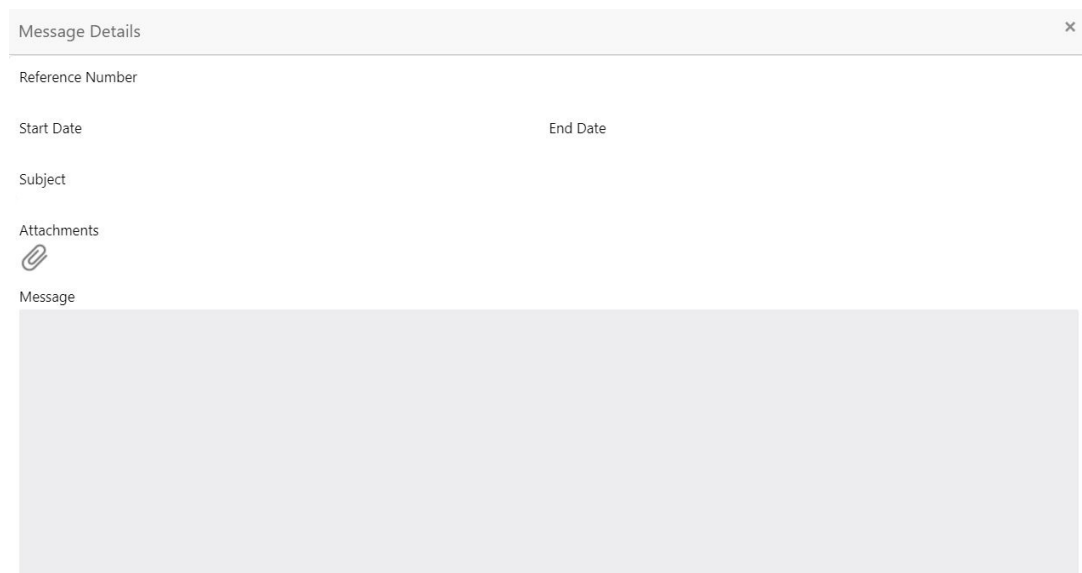 Message Details
Reference Number
Start Date End Date
Subject
Attachments
Message